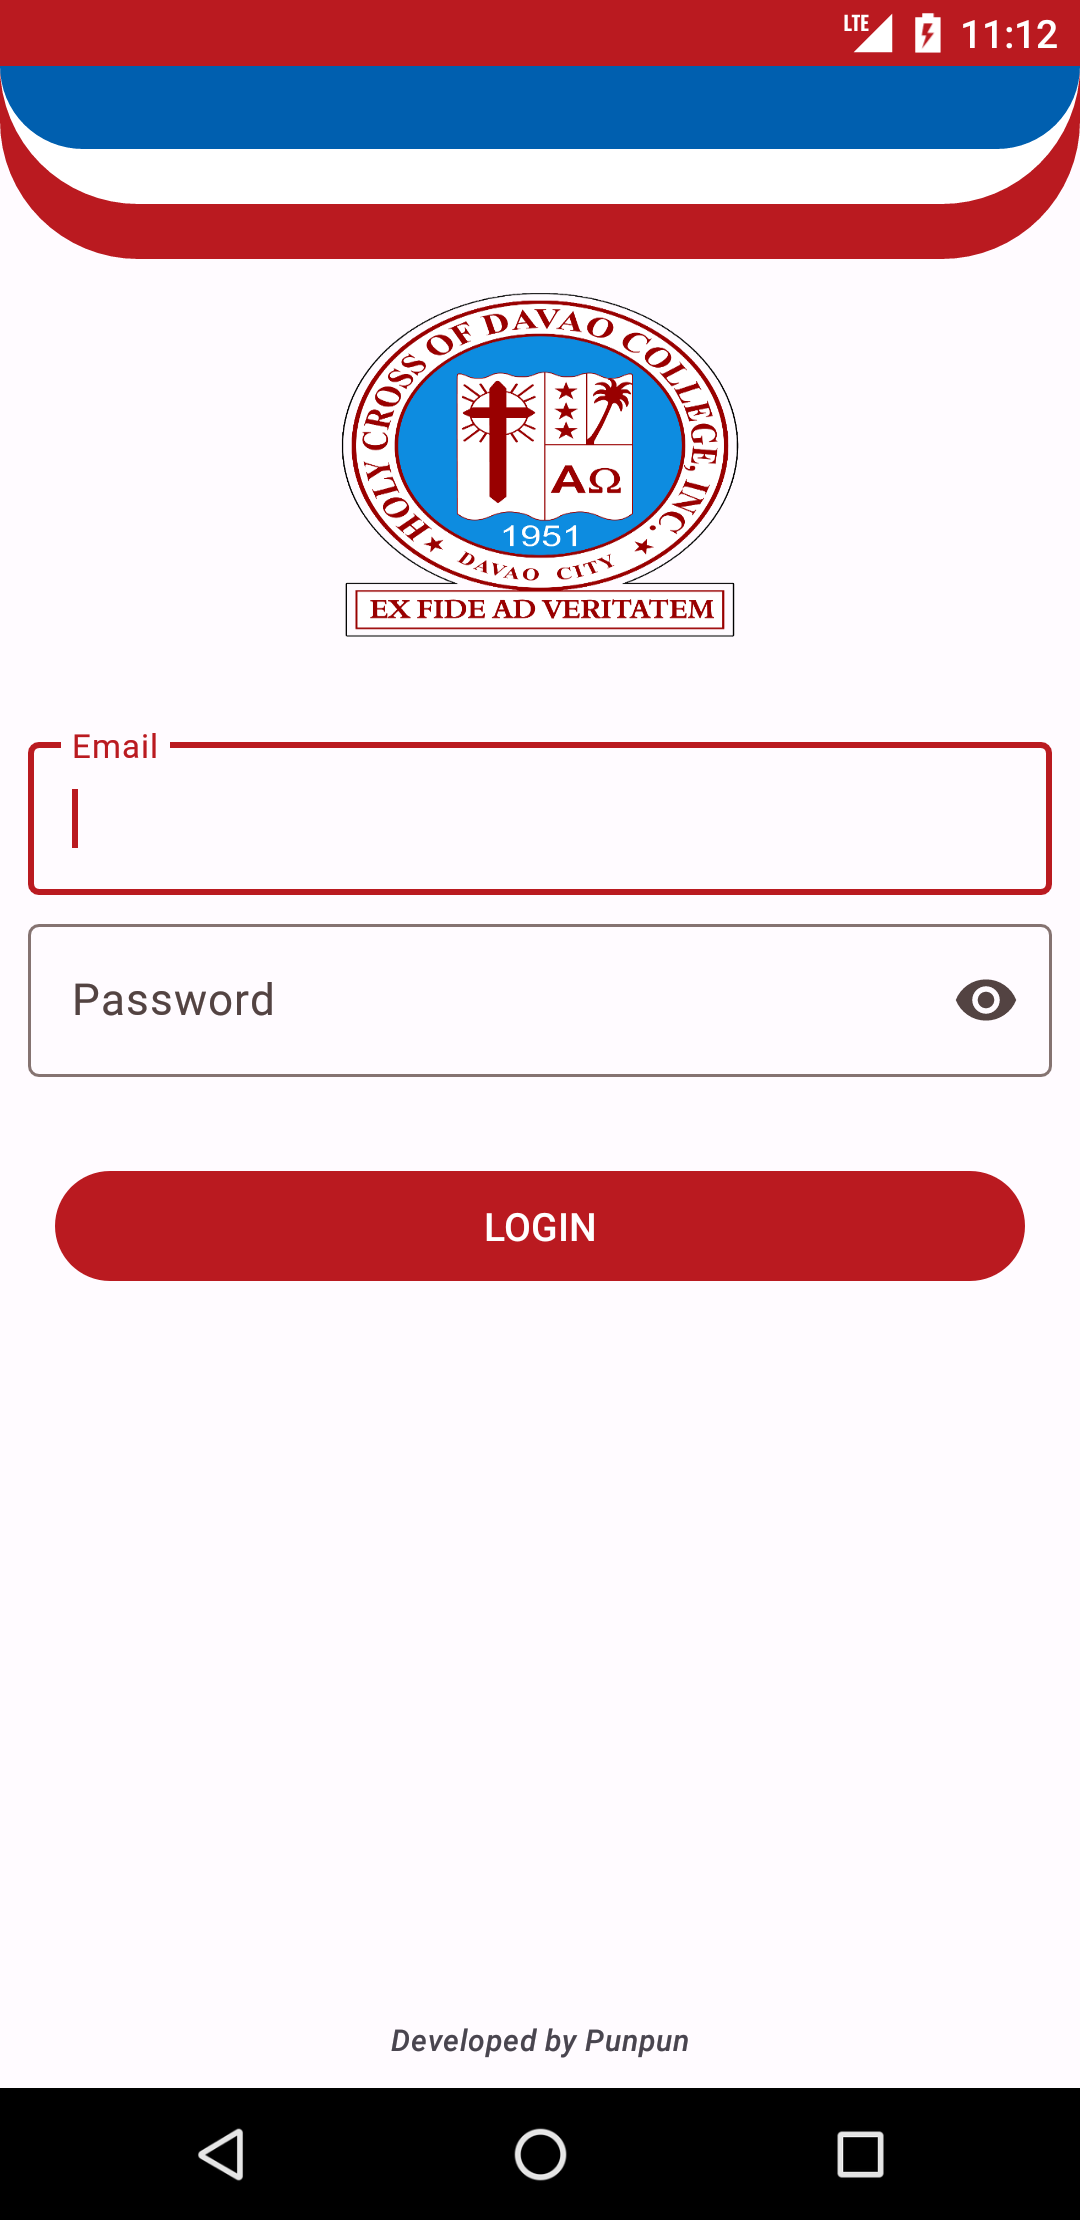 LTE 11:12
HOLY CROSS OF DAVAO COLLEGE, INC.
ΑΩ
1951
★ DAVAO CITY ★
EX FIDE AD VERITATEM
Email
Password
LOGIN
Developed by Punpun